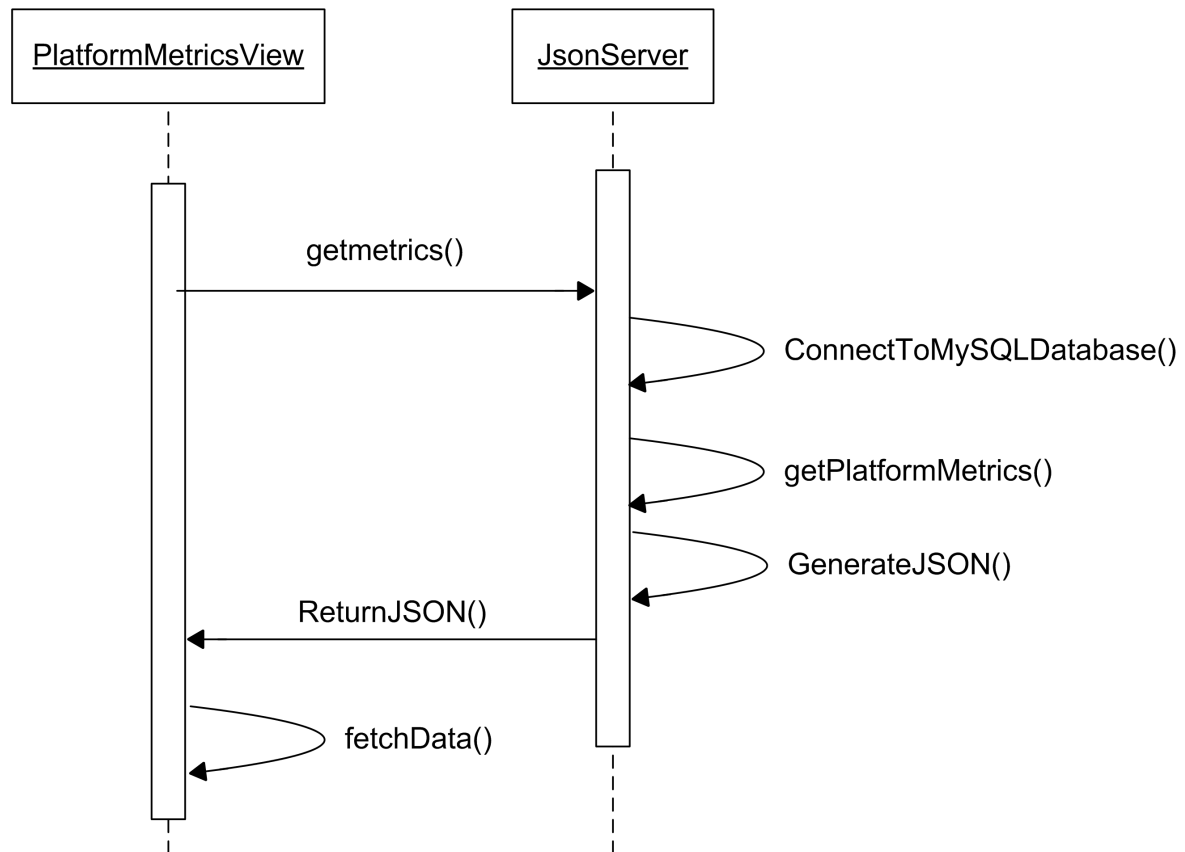 PlatformMetricsView
JsonServer
getmetrics()
ConnectToMySQLDatabase()
getPlatformMetrics()
GenerateJSON()
ReturnJSON()
fetchData()